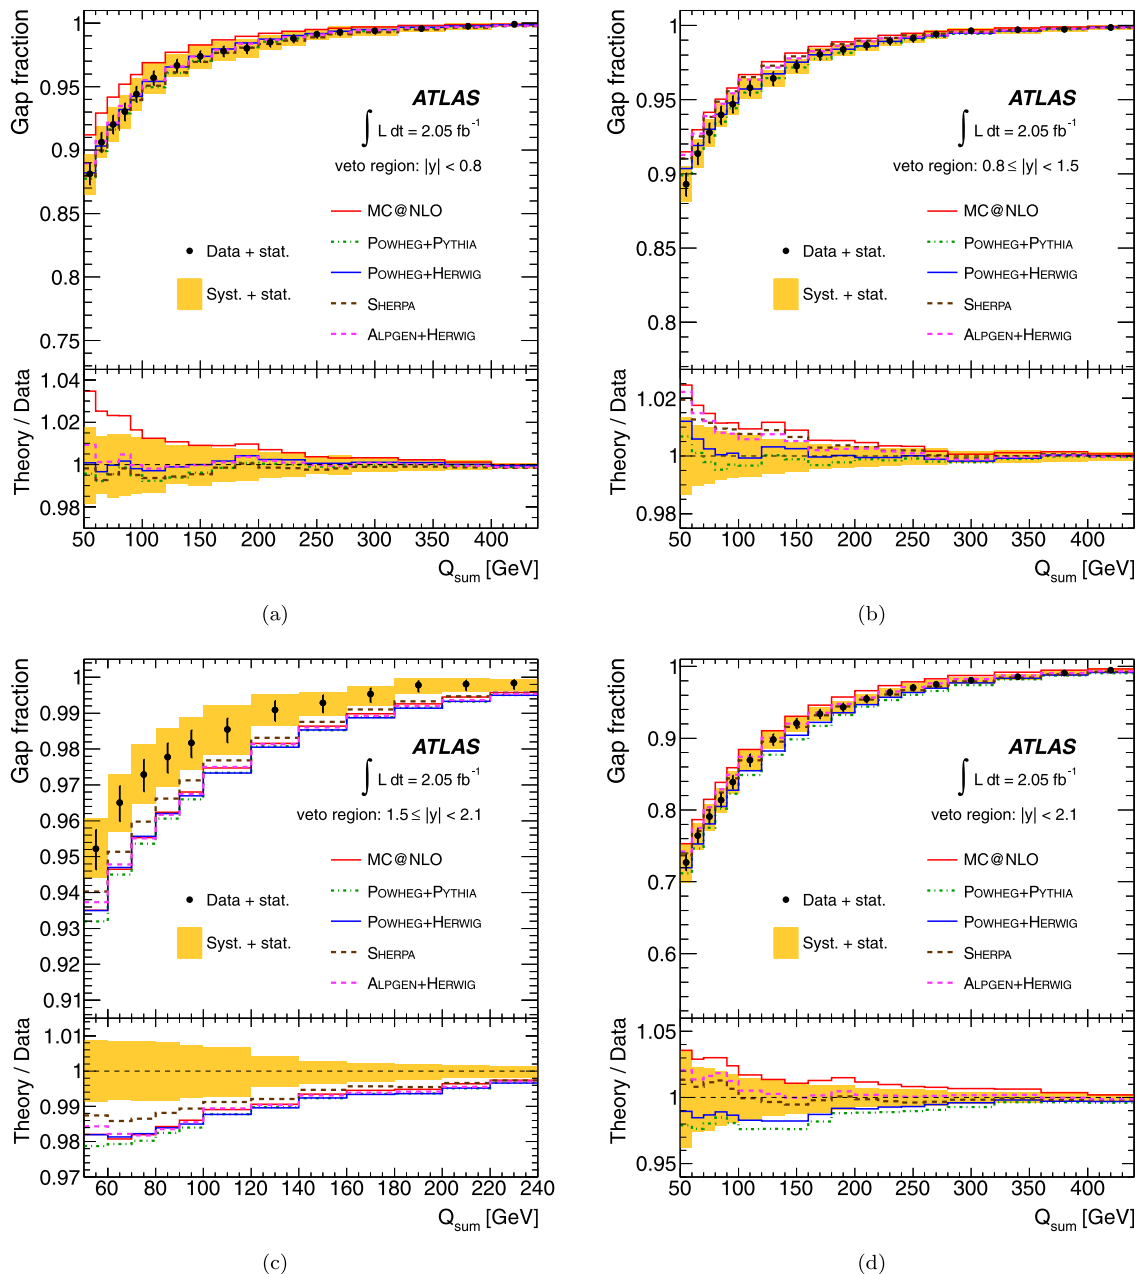 Gap fraction
1
0.95
0.9
0.85
0.8
0.75
ATLAS
∫ L dt = 2.05 fb⁻¹
veto region: |y| < 0.8
MC@NLO
Data + stat.
POWHEG+PYTHIA
POWHEG+HERWIG
Syst. + stat.
SHERPA
ALPGEN+HERWIG
Theory / Data
1.04
1.02
1
0.98
50 100 150 200 250 300 350 400
Q_sum [GeV]
(a)
Gap fraction
1
0.95
0.9
0.85
0.8
ATLAS
∫ L dt = 2.05 fb⁻¹
veto region: 0.8 ≤ |y| < 1.5
MC@NLO
Data + stat.
POWHEG+PYTHIA
POWHEG+HERWIG
Syst. + stat.
SHERPA
ALPGEN+HERWIG
Theory / Data
1.02
1
0.98
50 100 150 200 250 300 350 400
Q_sum [GeV]
(b)
Gap fraction
1
0.99
0.98
0.97
0.96
0.95
0.94
0.93
0.92
0.91
ATLAS
∫ L dt = 2.05 fb⁻¹
veto region: 1.5 ≤ |y| < 2.1
MC@NLO
Data + stat.
POWHEG+PYTHIA
POWHEG+HERWIG
Syst. + stat.
SHERPA
ALPGEN+HERWIG
Theory / Data
1.01
1
0.99
0.98
0.97
60 80 100 120 140 160 180 200 220 240
Q_sum [GeV]
(c)
Gap fraction
1
0.9
0.8
0.7
0.6
ATLAS
∫ L dt = 2.05 fb⁻¹
veto region: |y| < 2.1
MC@NLO
Data + stat.
POWHEG+PYTHIA
POWHEG+HERWIG
Syst. + stat.
SHERPA
ALPGEN+HERWIG
Theory / Data
1.05
1
0.95
50 100 150 200 250 300 350 400
Q_sum [GeV]
(d)